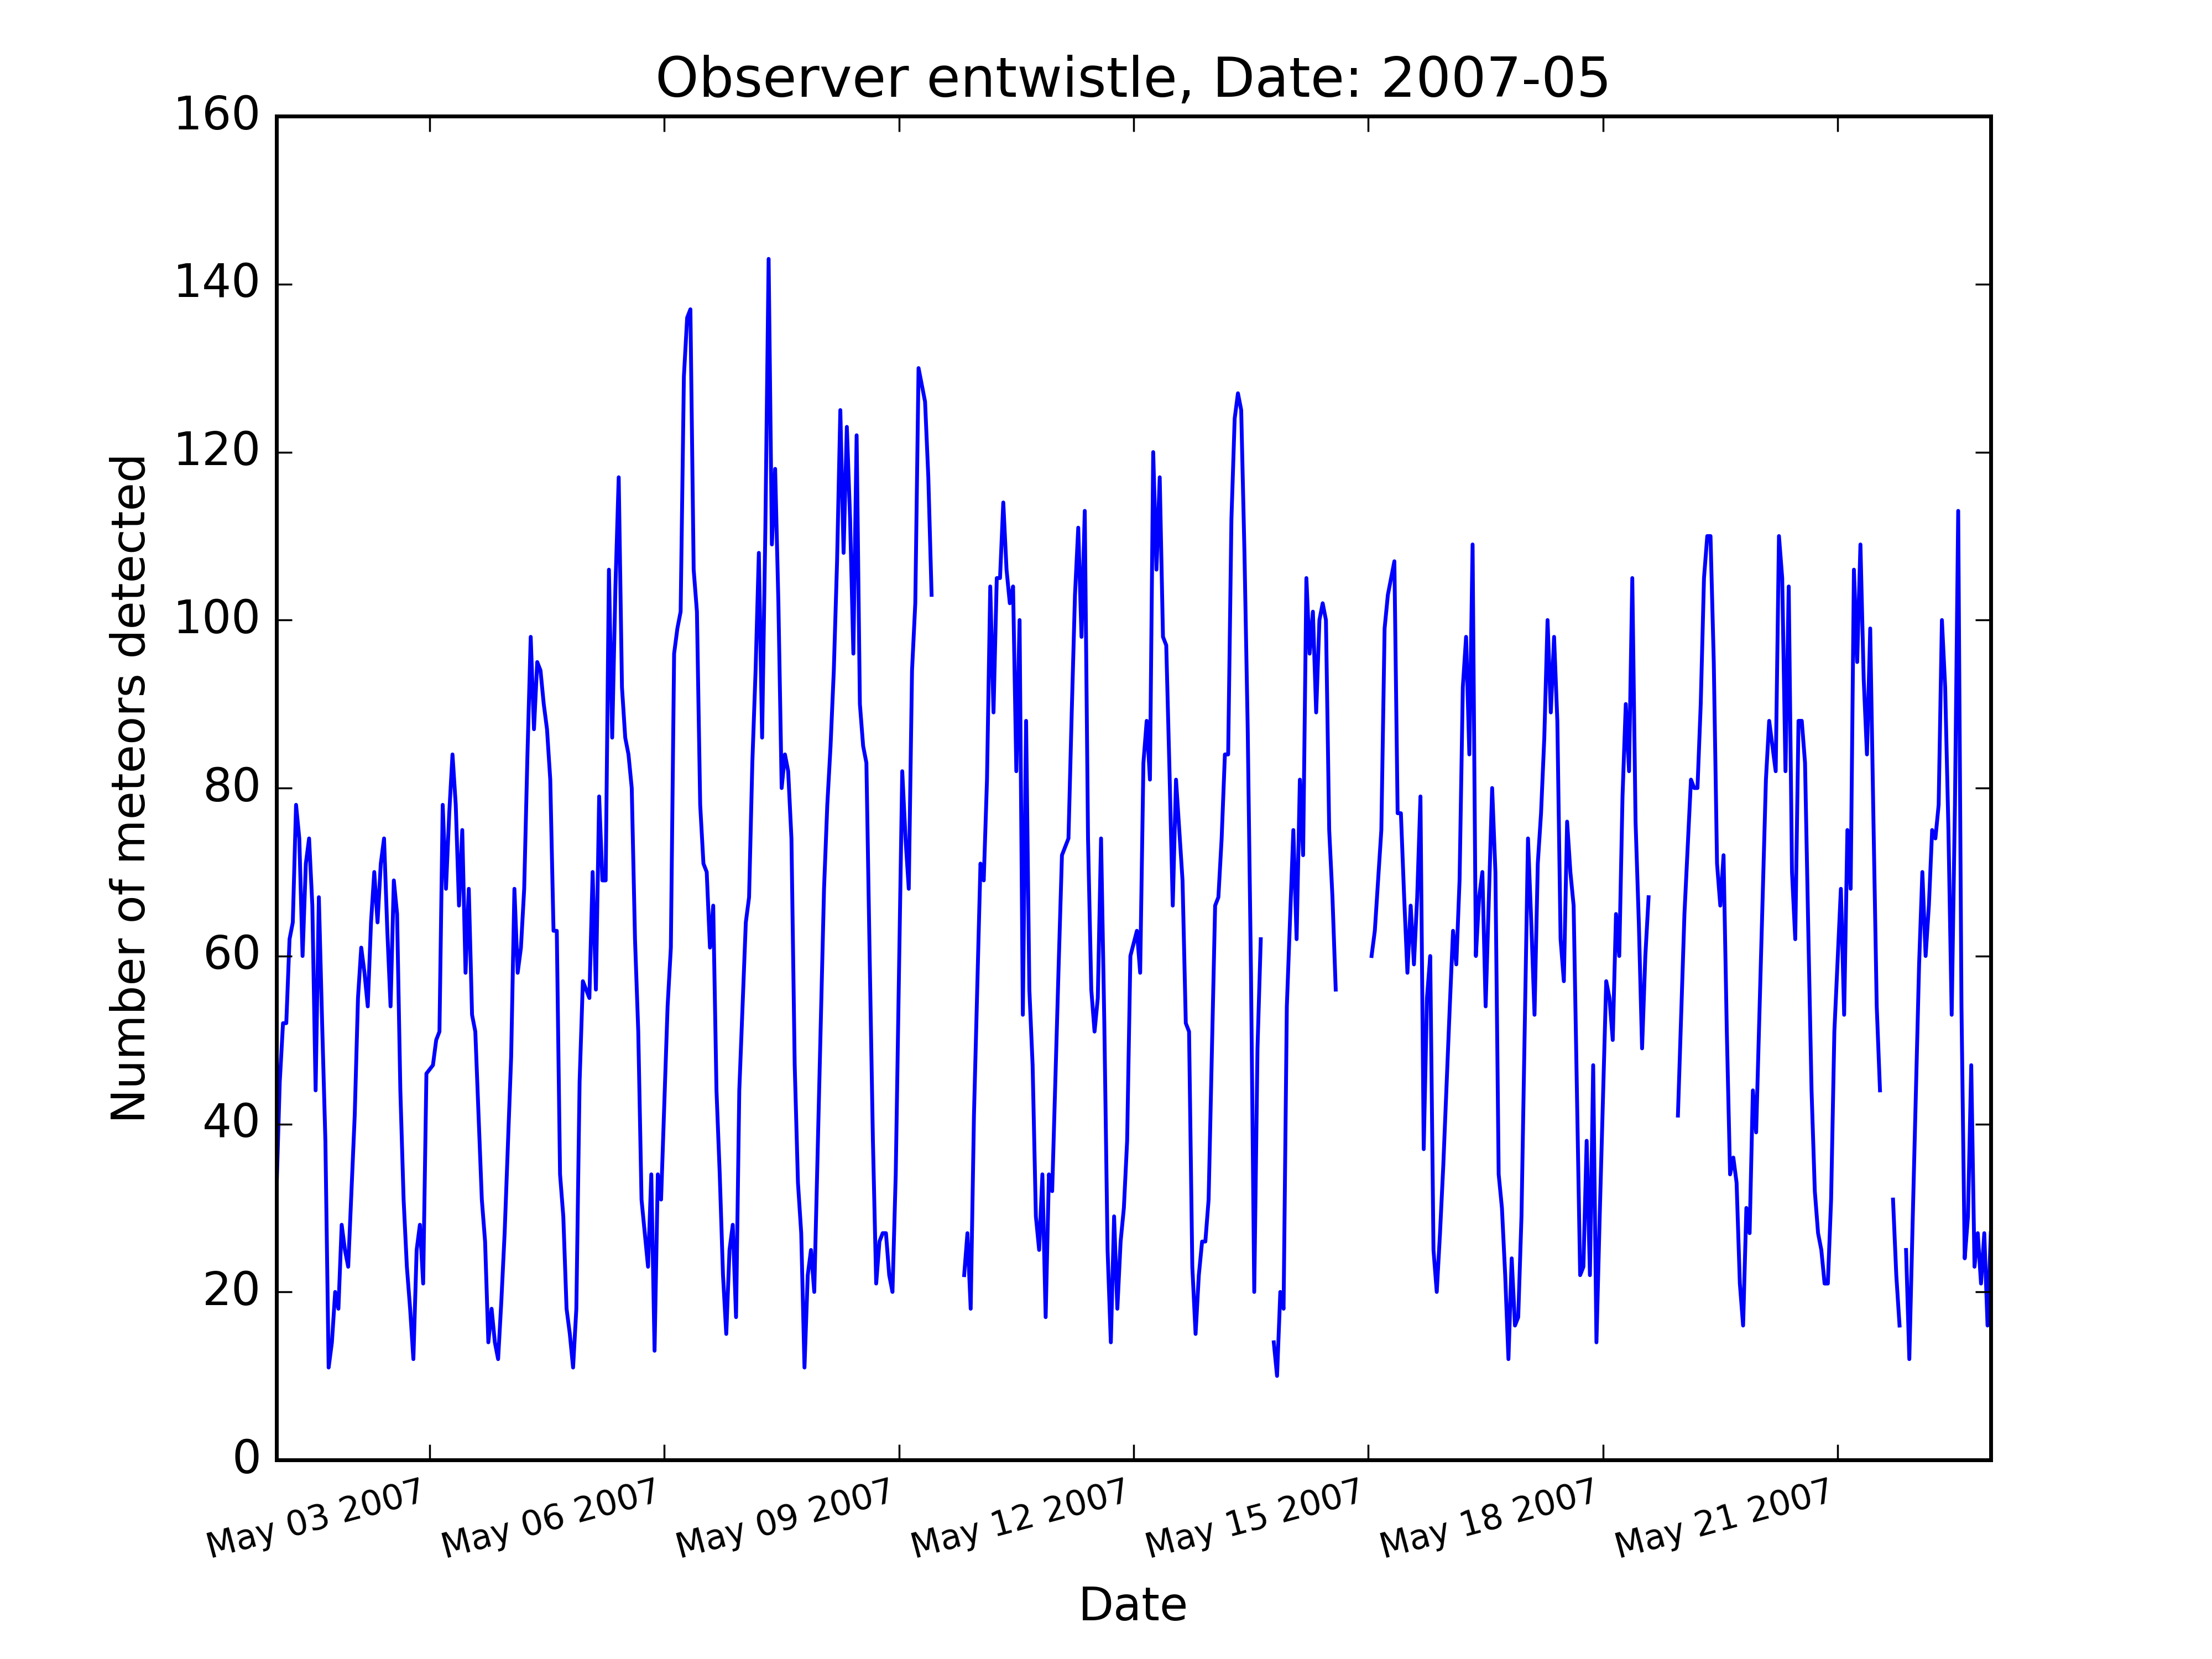 Observer entwistle, Date: 2007-05
160
140
120
100
80
60
40
20
0
Number of meteors detected
May 03 2007
May 06 2007
May 09 2007
May 12 2007
May 15 2007
May 18 2007
May 21 2007
Date